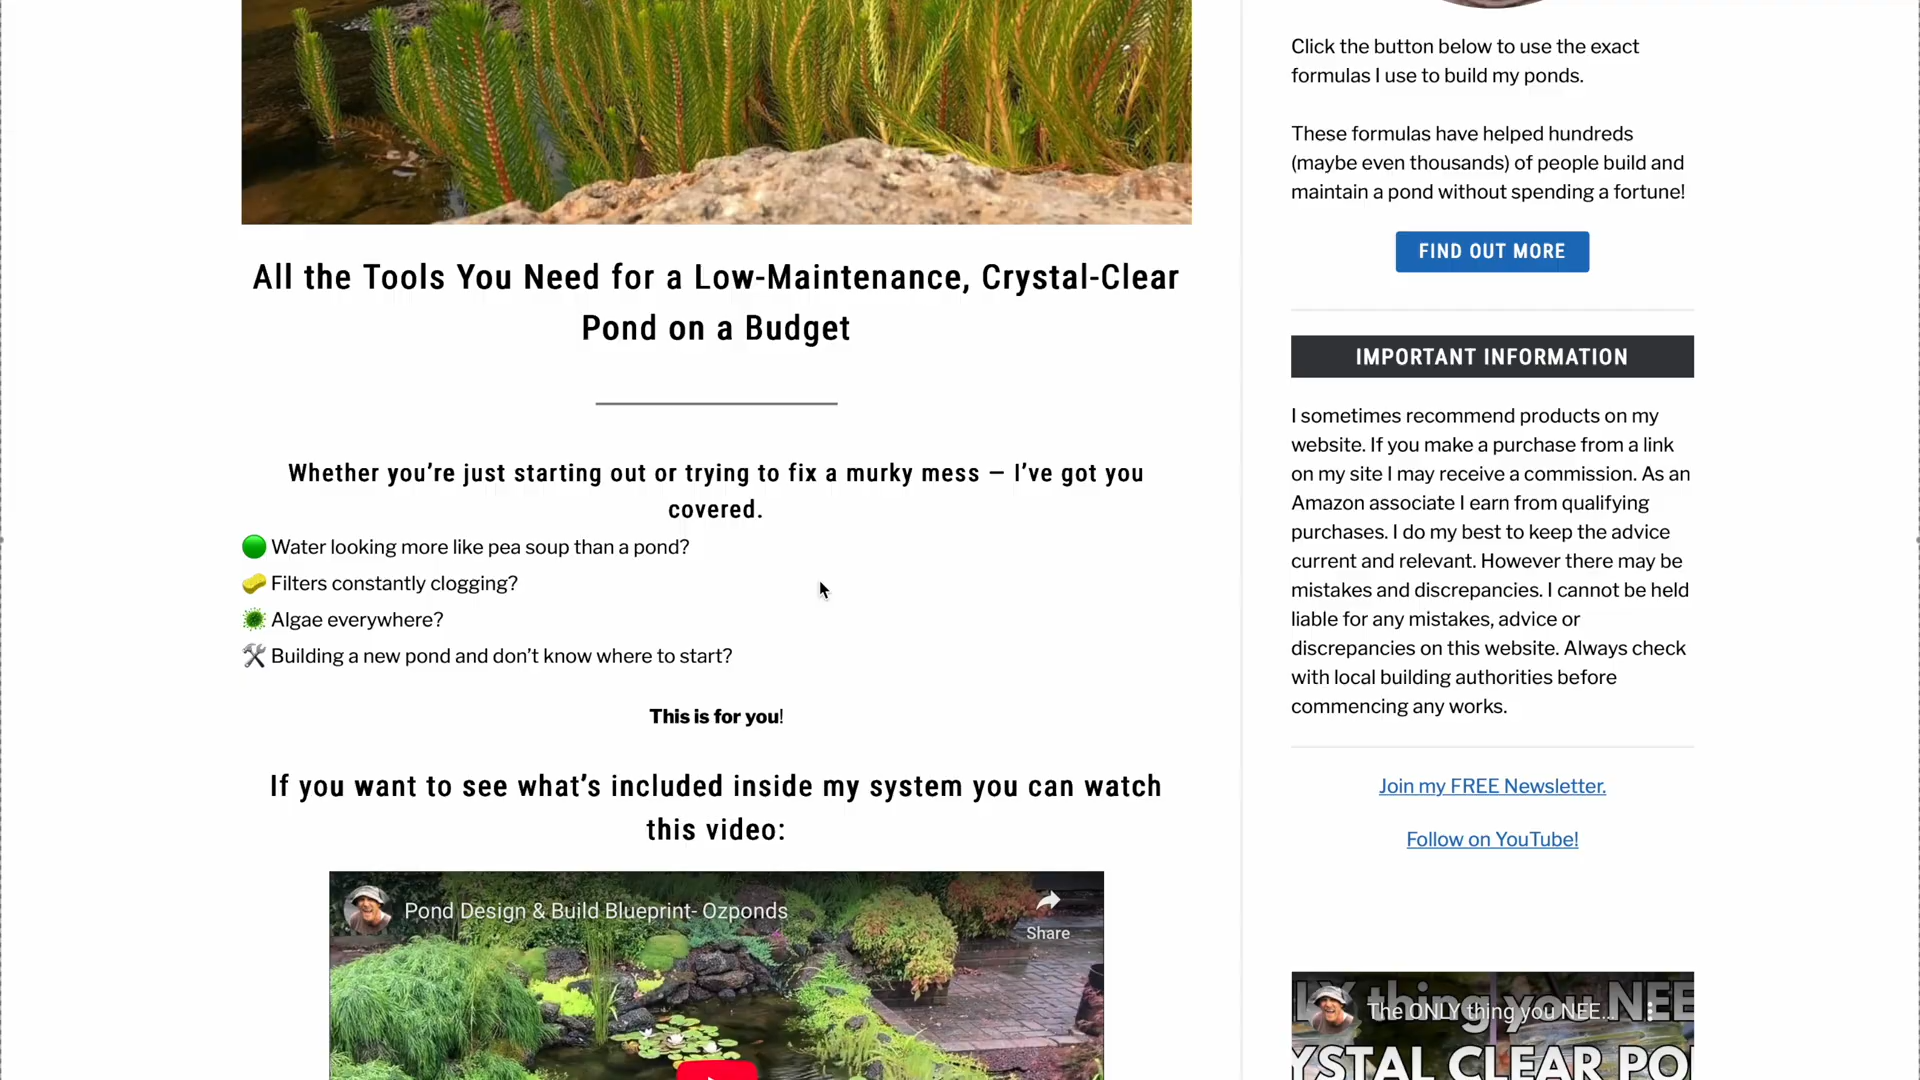 All the Tools You Need for a Low-Maintenance, Crystal-Clear
Pond on a Budget
Whether you’re just starting out or trying to fix a murky mess – I’ve got you
covered.
Water looking more like pea soup than a pond?
Filters constantly clogging?
Algae everywhere?
Building a new pond and don’t know where to start?
This is for you!
If you want to see what’s included inside my system you can watch
this video:
Pond Design & Build Blueprint- Ozponds
Share
Click the button below to use the exact
formulas I use to build my ponds.
These formulas have helped hundreds
(maybe even thousands) of people build and
maintain a pond without spending a fortune!
FIND OUT MORE
IMPORTANT INFORMATION
I sometimes recommend products on my
website. If you make a purchase from a link
on my site I may receive a commission. As an
Amazon associate I earn from qualifying
purchases. I do my best to keep the advice
current and relevant. However there may be
mistakes and discrepancies. I cannot be held
liable for any mistakes, advice or
discrepancies on this website. Always check
with local building authorities before
commencing any works.
Join my FREE Newsletter.
Follow on YouTube!
LY thing you NEE
The ONLY thing you NEE...
YSTAL CLEAR PO